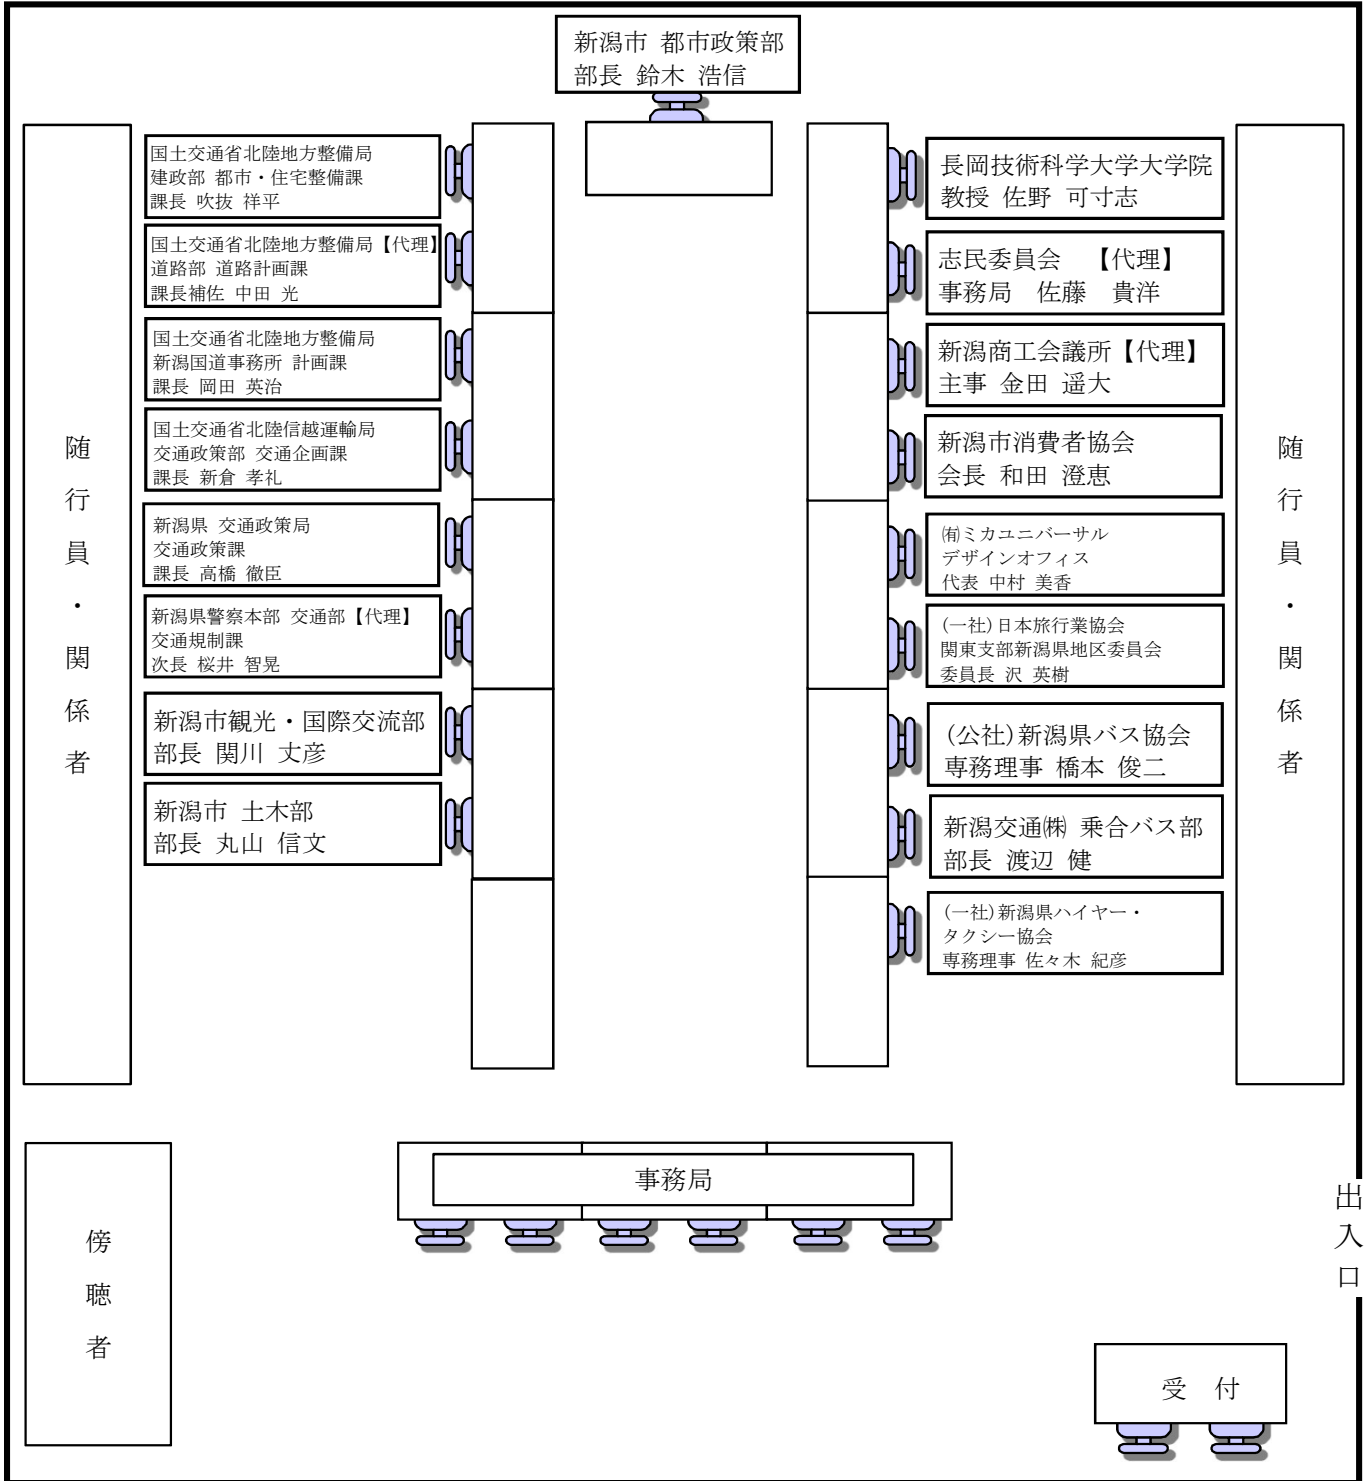 新潟市 都市政策部
部長 鈴木 浩信
国土交通省北陸地方整備局
建政部 都市・住宅整備課
課長 吹抜 祥平
国土交通省北陸地方整備局【代理】
道路部 道路計画課
課長補佐 中田 光
国土交通省北陸地方整備局
新潟国道事務所 計画課
課長 岡田 英治
国土交通省北陸信越運輸局
交通政策部 交通企画課
課長 新倉 孝礼
新潟県 交通政策局
交通政策課
課長 高橋 徹臣
新潟県警察本部 交通部【代理】
交通規制課
次長 桜井 智晃
新潟市観光・国際交流部
部長 関川 丈彦
新潟市 土木部
部長 丸山 信文
長岡技術科学大学大学院
教授 佐野 可寸志
志民委員会 【代理】
事務局 佐藤 貴洋
新潟商工会議所【代理】
主事 金田 遥大
新潟市消費者協会
会長 和田 澄恵
㈲ミカユニバーサル
デザインオフィス
代表 中村 美香
(一社)日本旅行業協会
関東支部新潟県地区委員会
委員長 沢 英樹
(公社)新潟県バス協会
専務理事 橋本 俊二
新潟交通㈱ 乗合バス部
部長 渡辺 健
(一社)新潟県ハイヤー・
タクシー協会
専務理事 佐々木 紀彦
随行員・関係者
随行員・関係者
事務局
傍聴者
出入口
受 付